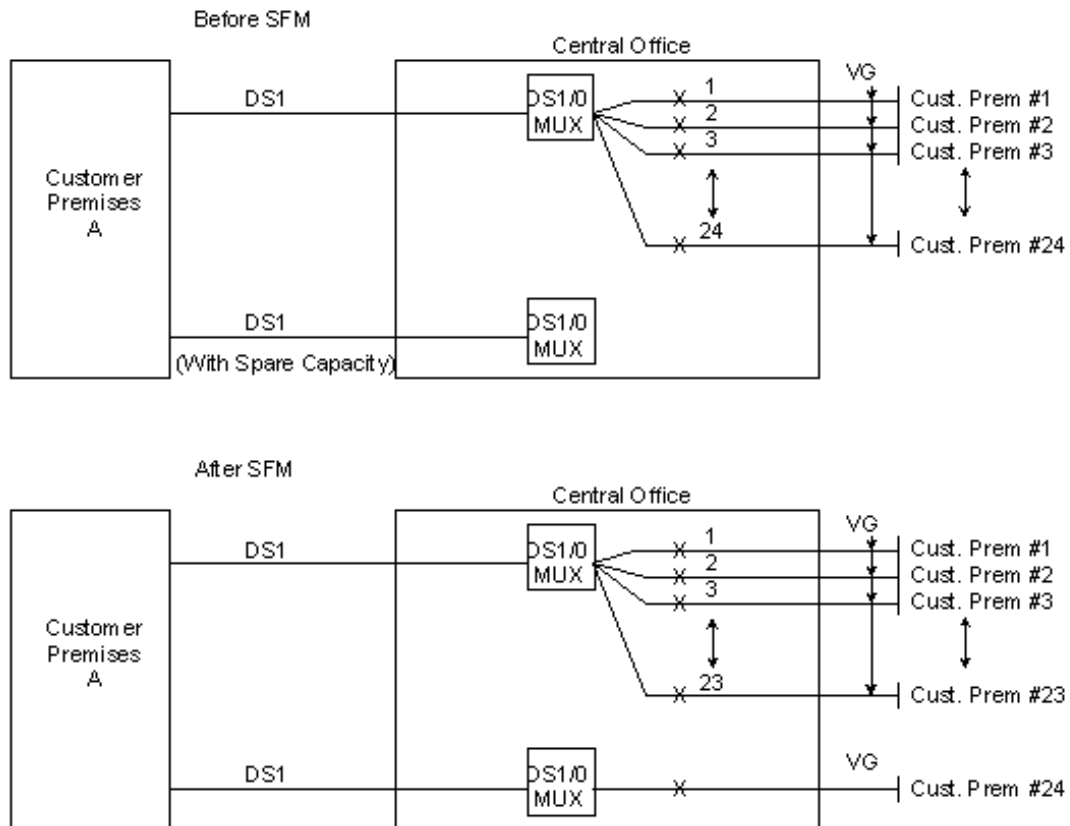 Before SFM
Central Office
VG
DS1
DS1/0
MUX
1
2
3
24
Cust. Prem #1
Cust. Prem #2
Cust. Prem #3
Cust. Prem #24
Customer
Premises
A
DS1
(With Spare Capacity)
DS1/0
MUX
After SFM
Central Office
VG
DS1
DS1/0
MUX
1
2
3
23
Cust. Prem #1
Cust. Prem #2
Cust. Prem #3
Cust. Prem #23
Customer
Premises
A
DS1
DS1/0
MUX
VG
Cust. Prem #24